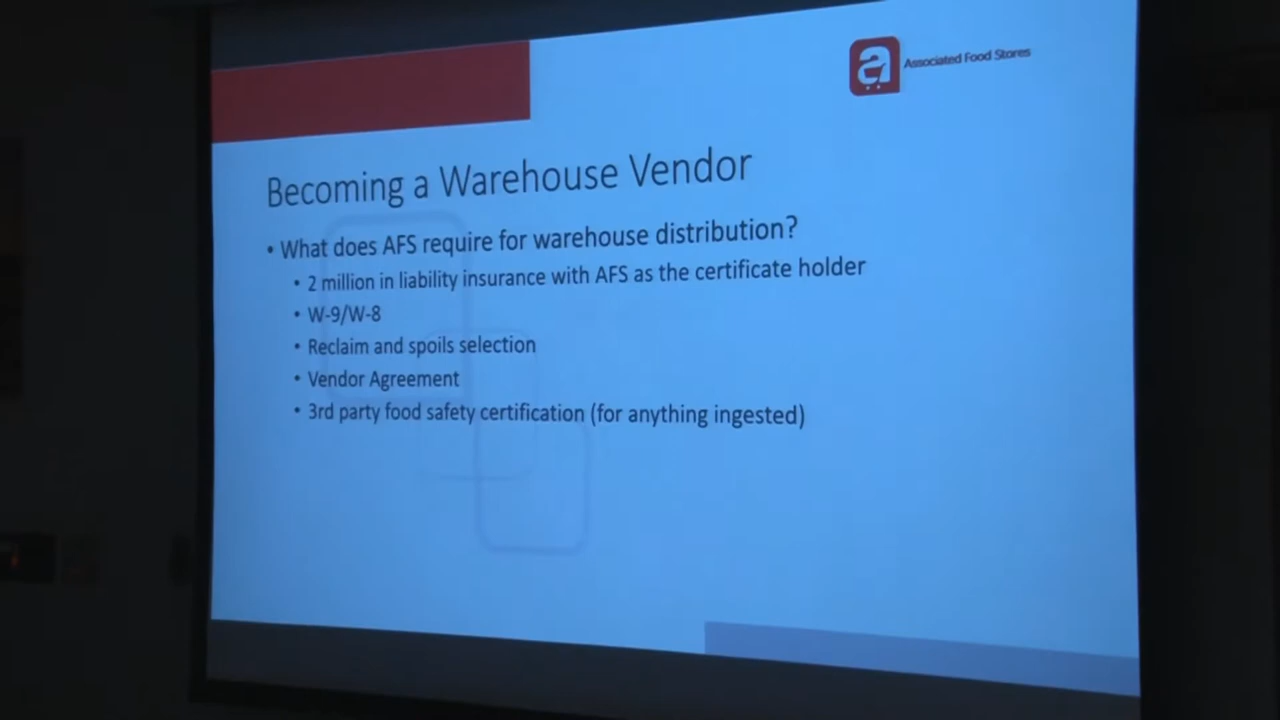 a Associated Food Stores
Becoming a Warehouse Vendor
• What does AFS require for warehouse distribution?
• 2 million in liability insurance with AFS as the certificate holder
• W-9/W-8
• Reclaim and spoils selection
• Vendor Agreement
• 3rd party food safety certification (for anything ingested)